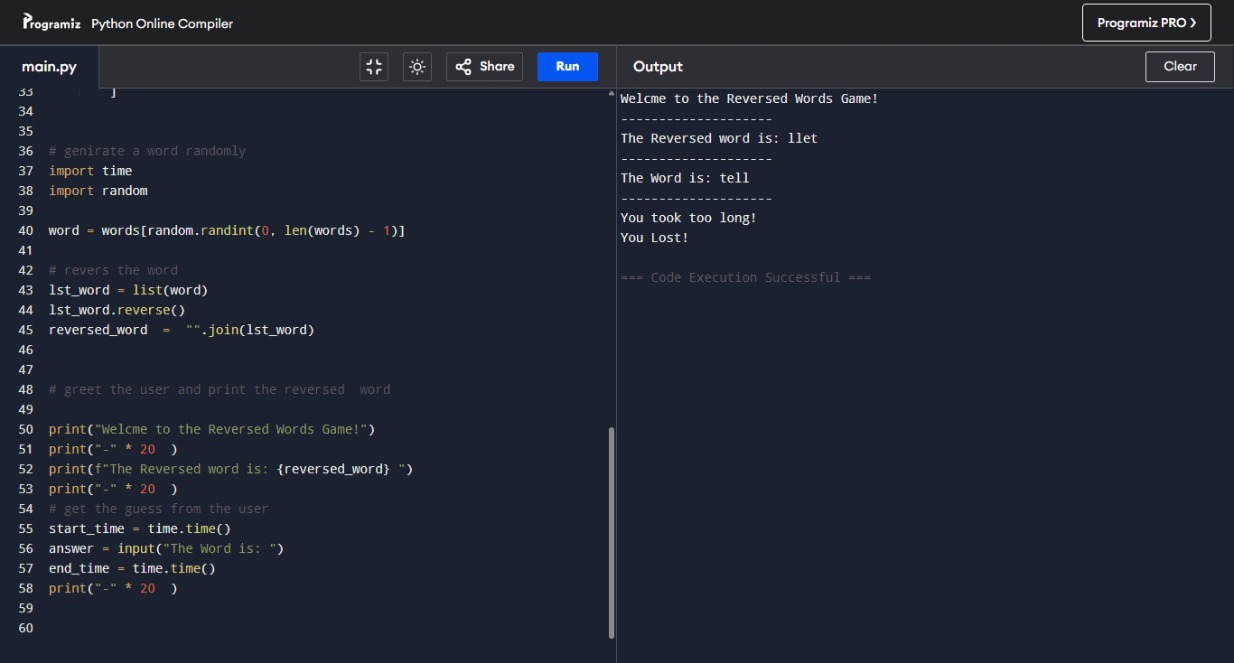 Programiz Python Online Compiler
Programiz PRO >
main.py
Share
Run
Output
Clear
33 ]
34
35
36 # genirate a word randomly
37 import time
38 import random
39
40 word = words[random.randint(0, len(words) - 1)]
41
42 # revers the word
43 lst_word = list(word)
44 lst_word.reverse()
45 reversed_word  =  "".join(lst_word)
46
47
48 # greet the user and print the reversed  word
49
50 print("Welcme to the Reversed Words Game!")
51 print("-" * 20  )
52 print(f"The Reversed word is: {reversed_word} ")
53 print("-" * 20  )
54 # get the guess from the user
55 start_time = time.time()
56 answer = input("The Word is: ")
57 end_time = time.time()
58 print("-" * 20  )
59
60
Welcme to the Reversed Words Game!
--------------------
The Reversed word is: llet
--------------------
The Word is: tell
--------------------
You took too long!
You Lost!
=== Code Execution Successful ===